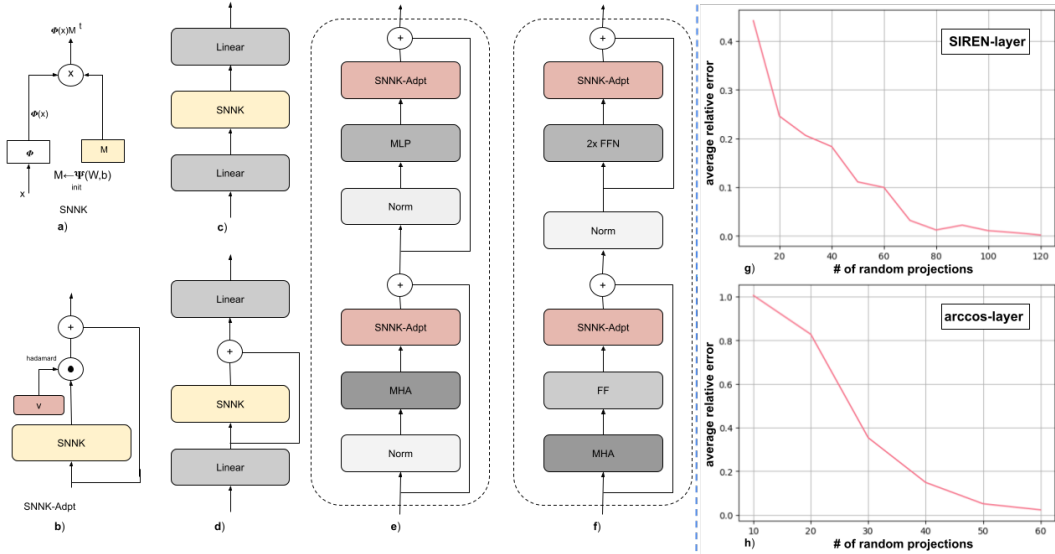 Φ(x)M t
x
Φ(x)
Φ
M
M←Ψ(W,b)
init
x
SNNK
a)
+
hadamard
v
SNNK
SNNK-Adpt
b)
Linear
SNNK
Linear
c)
Linear
+
SNNK
Linear
d)
+
SNNK-Adpt
MLP
Norm
+
SNNK-Adpt
MHA
Norm
e)
+
SNNK-Adpt
2x FFN
Norm
+
SNNK-Adpt
FF
MHA
f)
SIREN-layer
average relative error
0.4
0.3
0.2
0.1
0.0
20 40 60 80 100 120
g) # of random projections
arccos-layer
average relative error
1.0
0.8
0.6
0.4
0.2
0.0
10 20 30 40 50 60
h) # of random projections